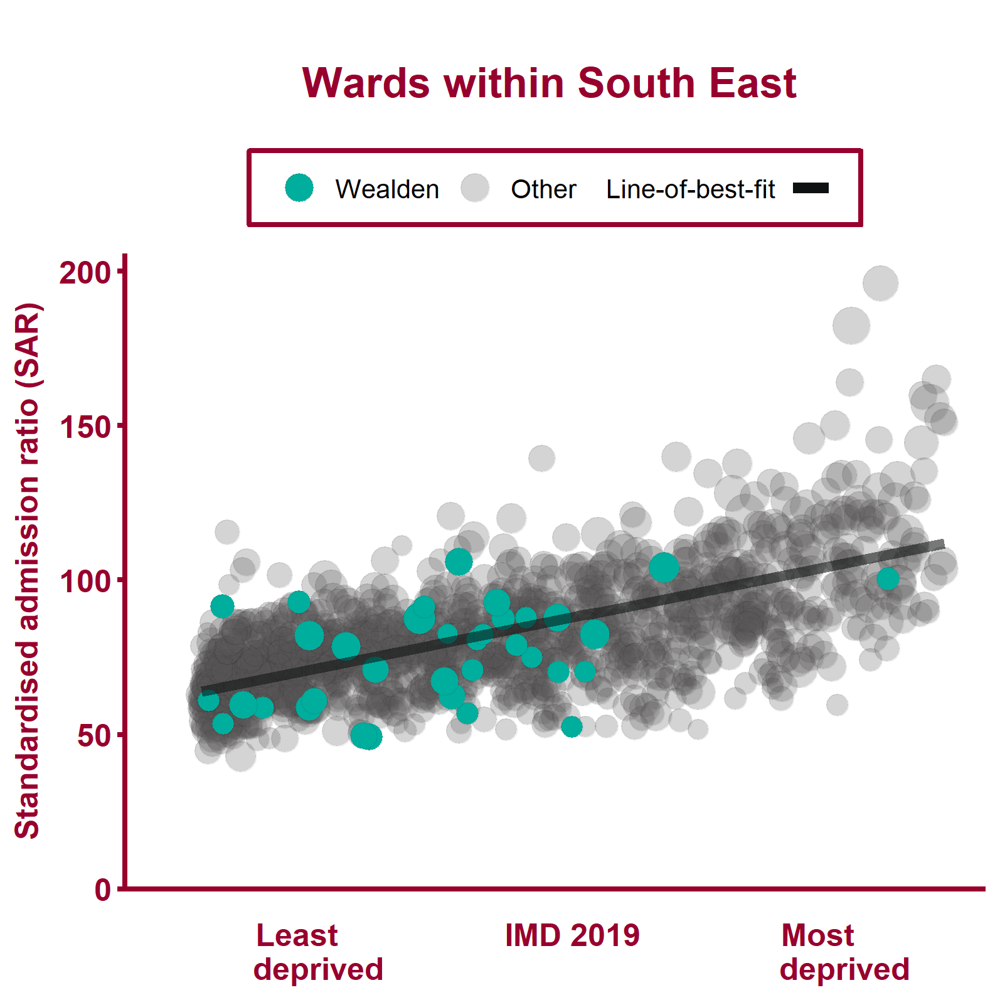 Wards within South East
Wealden Other Line-of-best-fit
Standardised admission ratio (SAR)
200
150
100
50
0
Least deprived
IMD 2019
Most deprived